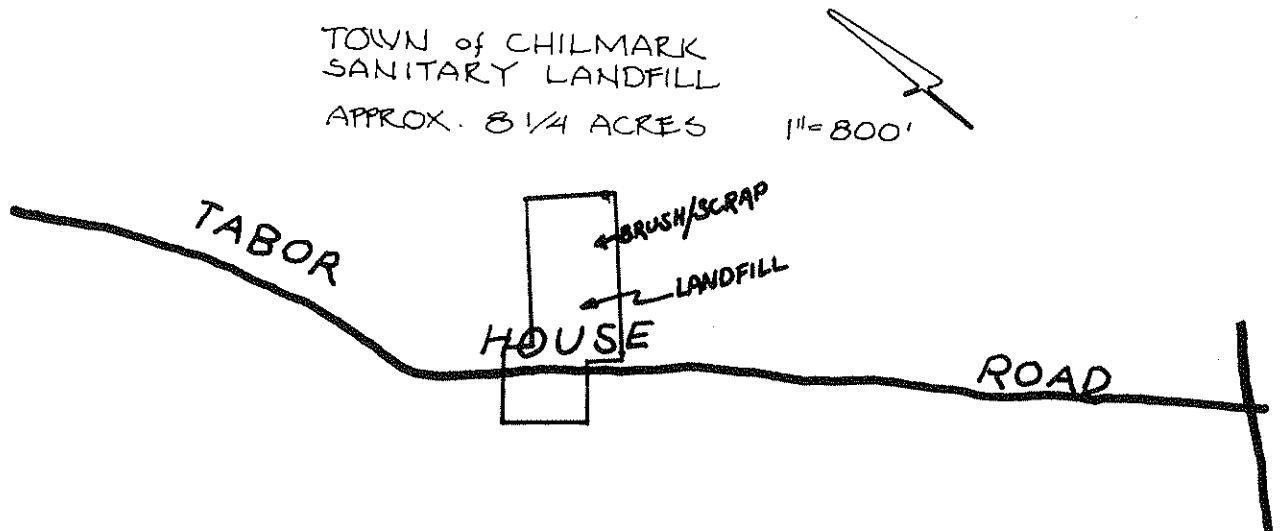 TOWN of CHILMARK
SANITARY LANDFILL
APPROX. 8 1/4 ACRES 1"=800'
BRUSH/SCRAP
TABOR
LANDFILL
HOUSE
ROAD